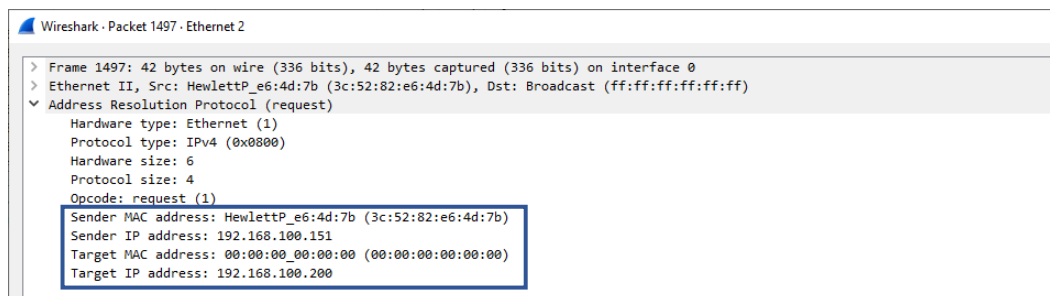 Wireshark · Packet 1497 · Ethernet 2
Frame 1497: 42 bytes on wire (336 bits), 42 bytes captured (336 bits) on interface 0
Ethernet II, Src: HewlettP_e6:4d:7b (3c:52:82:e6:4d:7b), Dst: Broadcast (ff:ff:ff:ff:ff:ff)
Address Resolution Protocol (request)
Hardware type: Ethernet (1)
Protocol type: IPv4 (0x0800)
Hardware size: 6
Protocol size: 4
Opcode: request (1)
Sender MAC address: HewlettP_e6:4d:7b (3c:52:82:e6:4d:7b)
Sender IP address: 192.168.100.151
Target MAC address: 00:00:00_00:00:00 (00:00:00:00:00:00)
Target IP address: 192.168.100.200